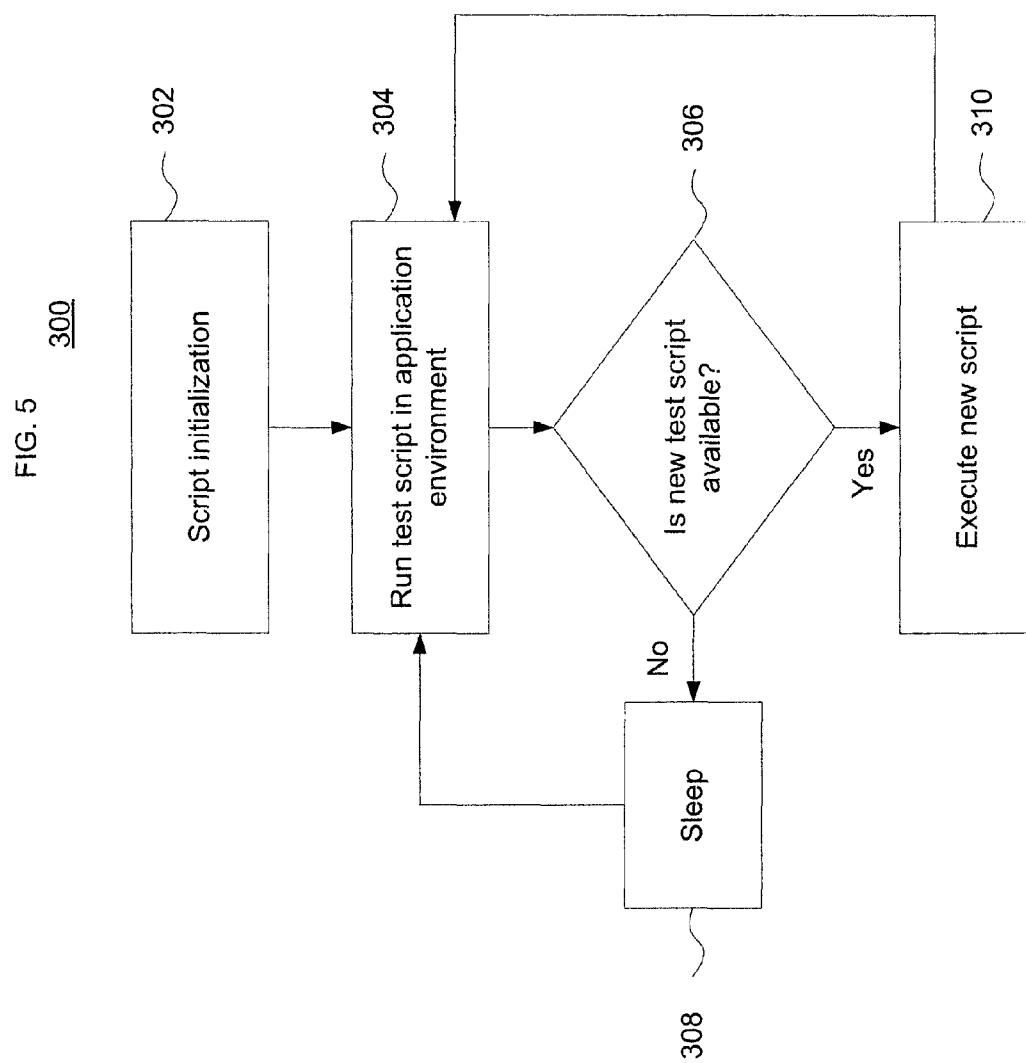 FIG. 5
300
Script initialization
302
Run test script in application
environment
304
Is new test script
available?
306
No
Sleep
308
Yes
Execute new script
310